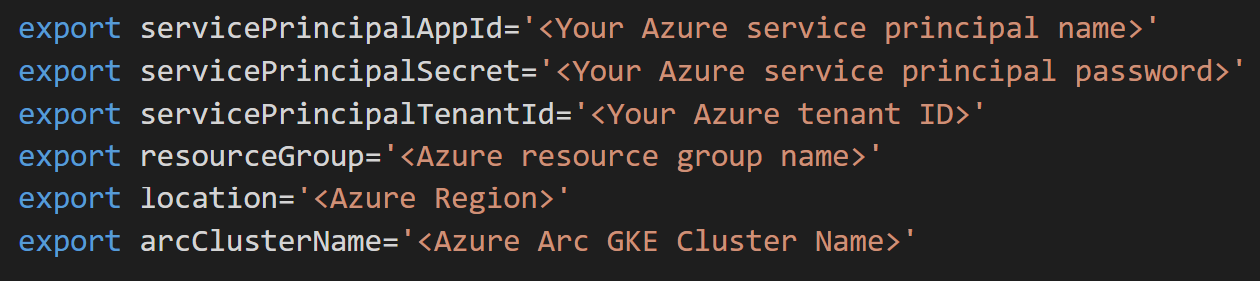 export servicePrincipalAppId='<Your Azure service principal name>'
export servicePrincipalSecret='<Your Azure service principal password>'
export servicePrincipalTenantId='<Your Azure tenant ID>'
export resourceGroup='<Azure resource group name>'
export location='<Azure Region>'
export arcClusterName='<Azure Arc GKE Cluster Name>'